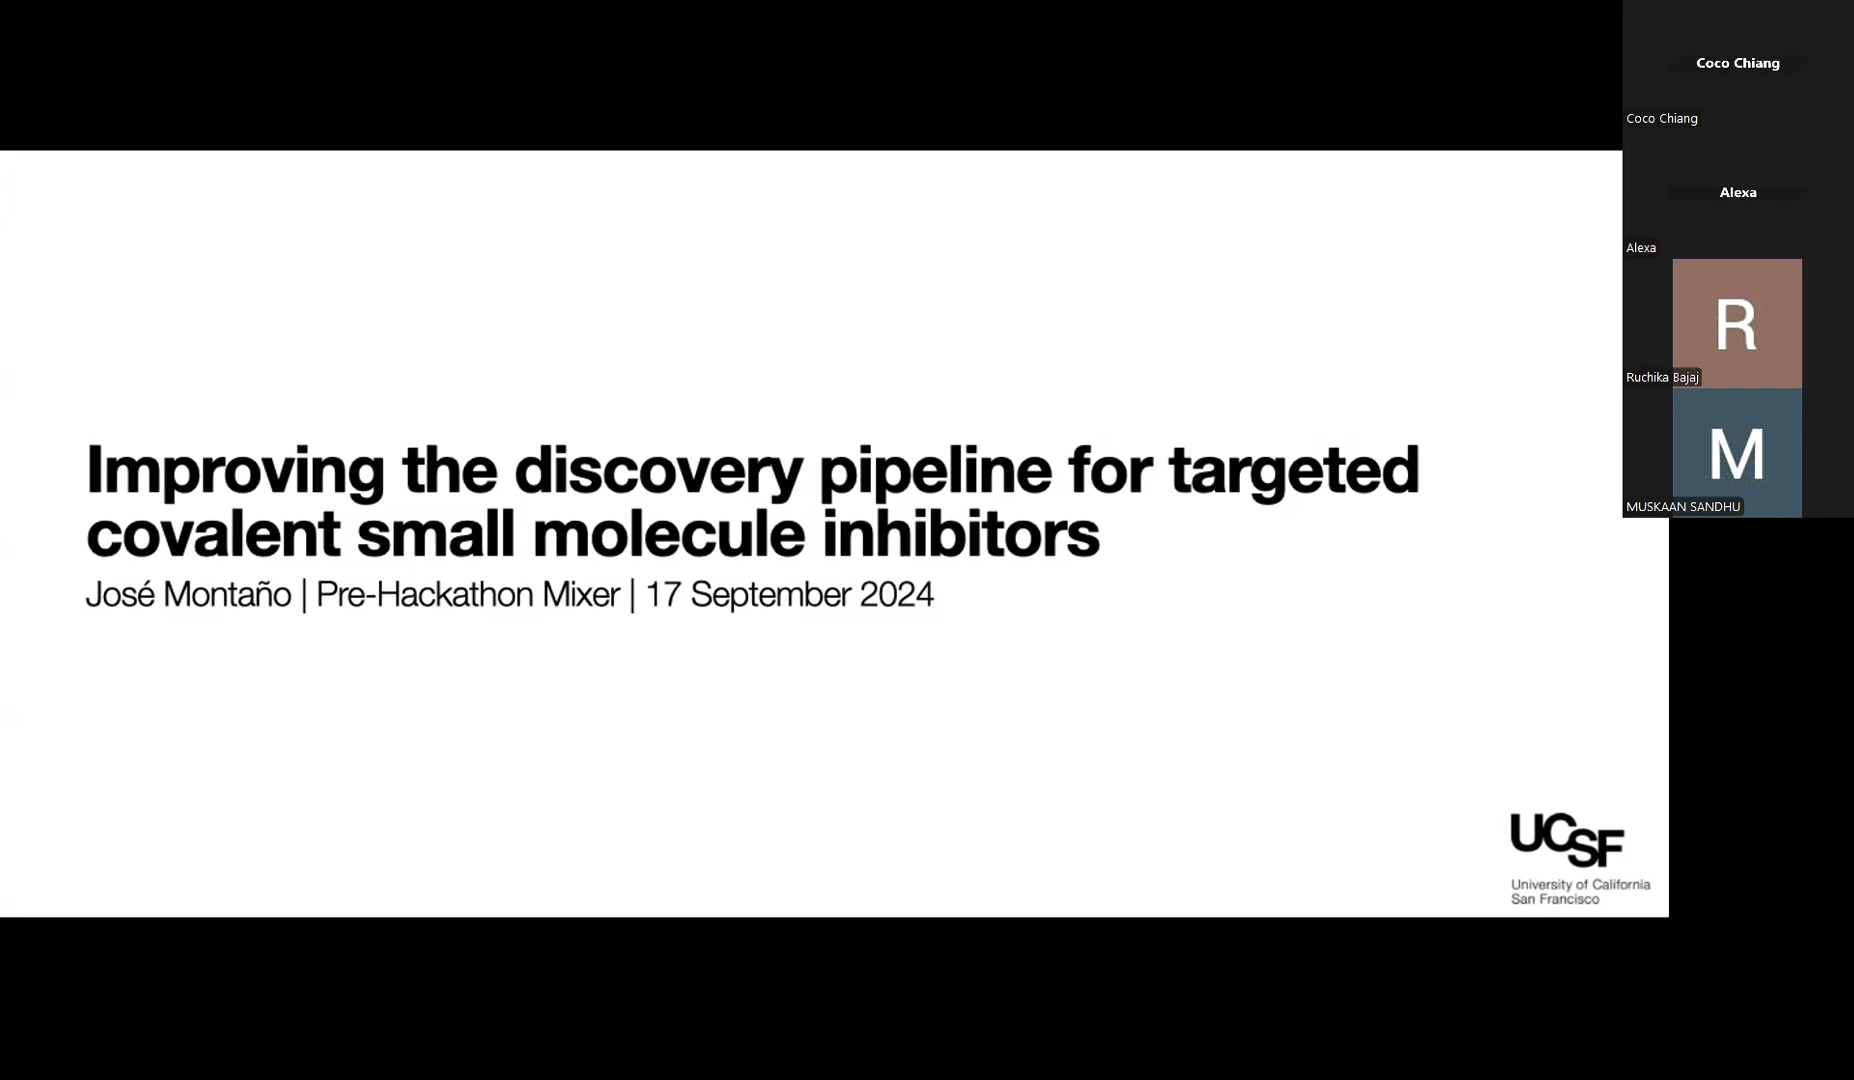 Improving the discovery pipeline for targeted
covalent small molecule inhibitors
José Montaño | Pre-Hackathon Mixer | 17 September 2024
UCSF
University of California
San Francisco
Coco Chiang
Coco Chiang
Alexa
Alexa
R
Ruchika Bajaj
M
MUSKAAN SANDHU